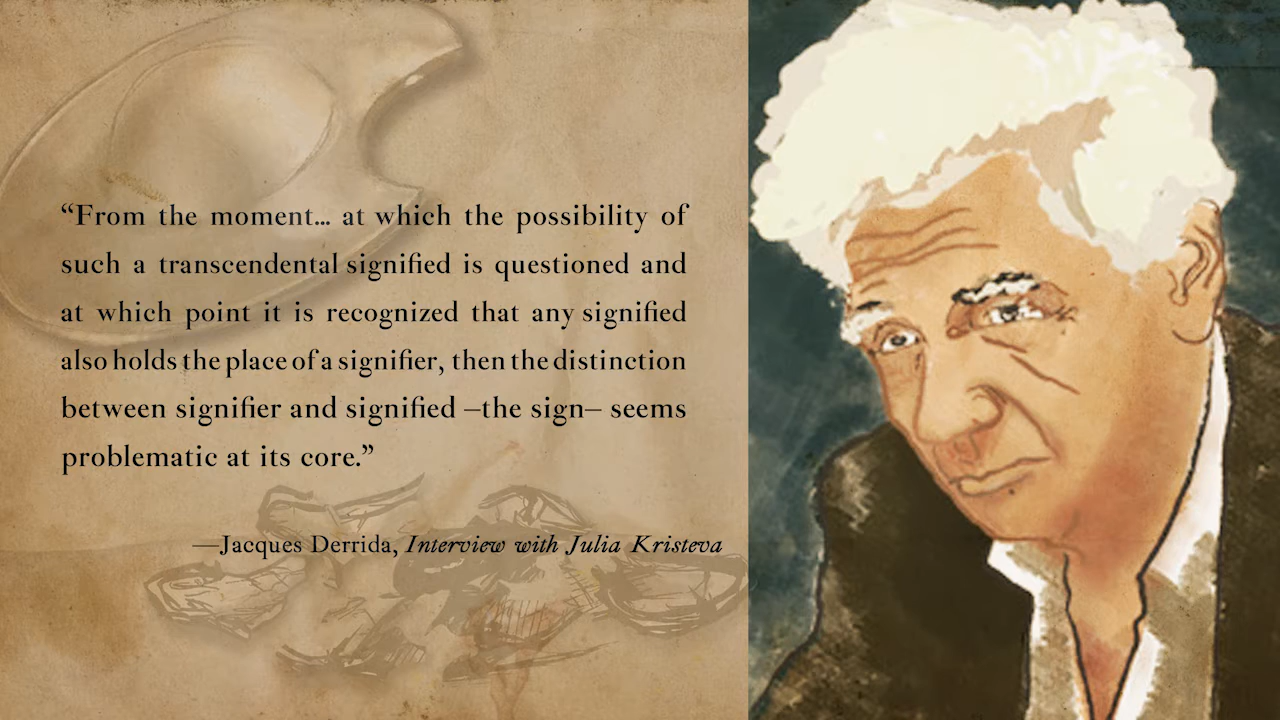 “From the moment... at which the possibility of
such a transcendental signified is questioned and
at which point it is recognized that any signified
also holds the place of a signifier, then the distinction
between signifier and signified –the sign– seems
problematic at its core.”
—Jacques Derrida, Interview with Julia Kristeva